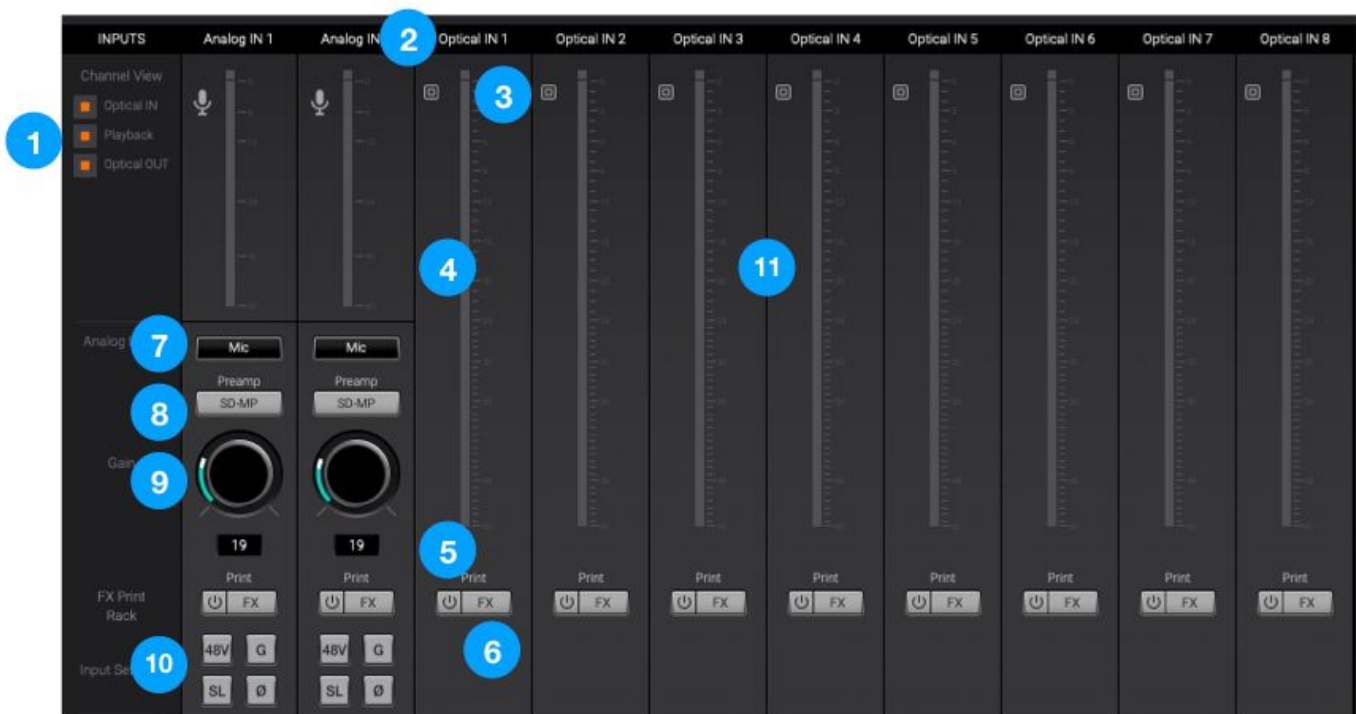 INPUTS Analog IN 1 Analog IN 2 Optical IN 1 Optical IN 2 Optical IN 3 Optical IN 4 Optical IN 5 Optical IN 6 Optical IN 7 Optical IN 8
Channel View
3
Optical IN
1
Playback
Optical OUT
4
11
Analog
7
Mic Mic
Preamp Preamp
8
SD-MP SD-MP
Gain
9
19 19
5
Print Print Print Print Print Print Print Print Print Print
FX Print
Rack
FX FX FX FX FX FX FX FX FX FX
6
48V G 48V G
10
Input
SL Ø SL Ø